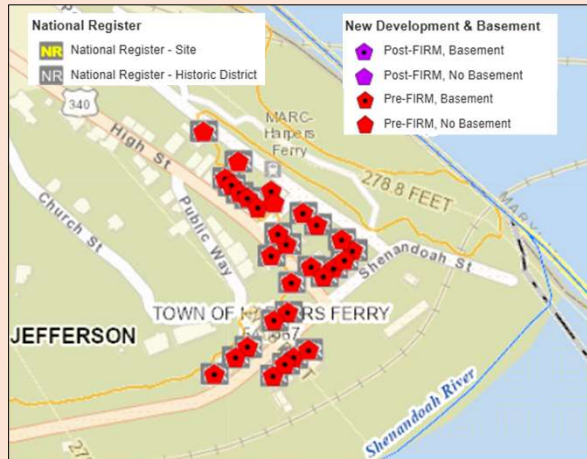 National Register
NR National Register - Site
NR National Register - Historic District
New Development & Basement
Post-FIRM, Basement
Post-FIRM, No Basement
Pre-FIRM, Basement
Pre-FIRM, No Basement
340
High St
MARC-
Harpers
Ferry
278.8 FEET
Church St
Public Way
Shenandoah St
TOWN OF FERRY
JEFFERSON
Shenandoah River